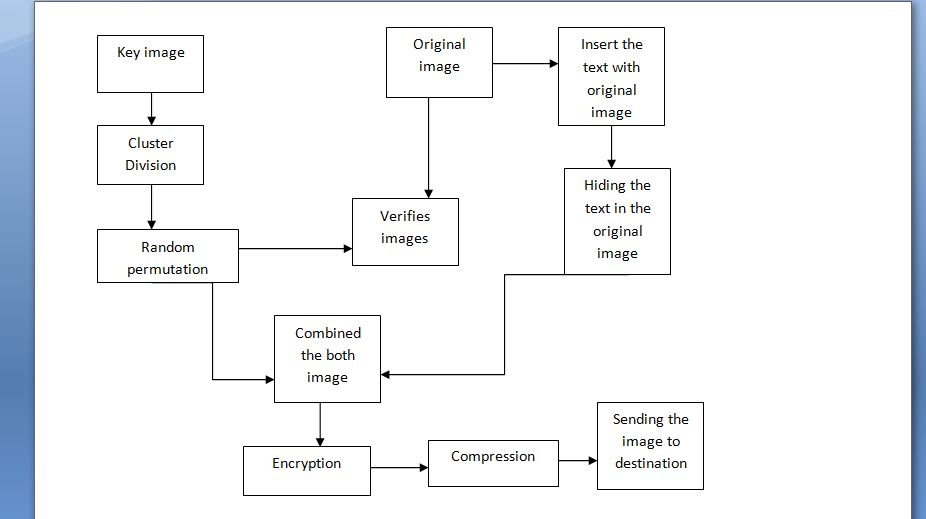 Key image
Original
image
Insert the
text with
original
image
Cluster
Division
Hiding the
text in the
original
image
Verifies
images
Random
permutation
Combined
the both
image
Sending the
image to
destination
Encryption
Compression